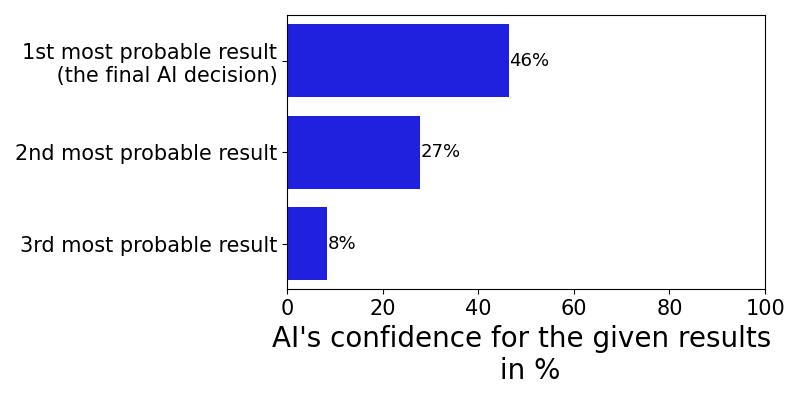 1st most probable result
(the final AI decision)
46%
2nd most probable result
27%
3rd most probable result
8%
0 20 40 60 80 100
AI's confidence for the given results
in %